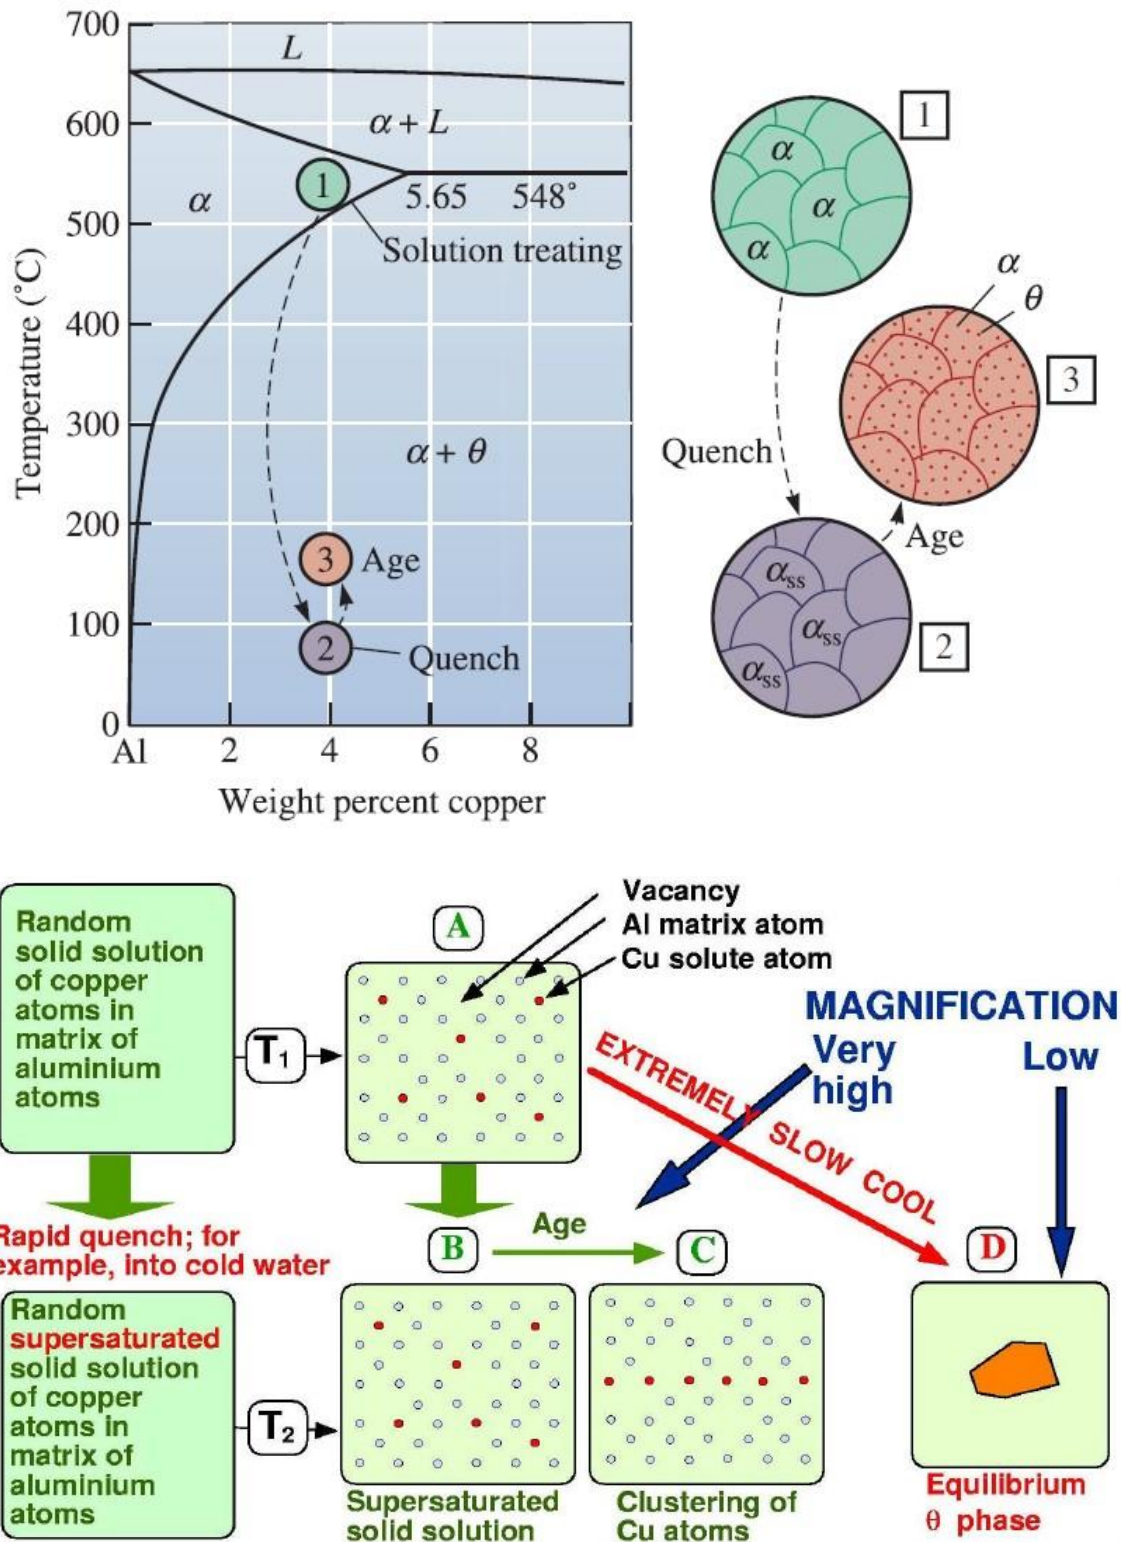 700
600
500
400
300
200
100
0
Temperature (°C)
L
α + L
α
1
5.65
548°
Solution treating
α + θ
3
Age
2
Quench
Al
2
4
6
8
Weight percent copper
1
α
α
α
α
θ
3
Quench
Age
αss
αss
αss
2
Random
solid solution
of copper
atoms in
matrix of
aluminium
atoms
T1
A
Vacancy
Al matrix atom
Cu solute atom
MAGNIFICATION
Very
high
Low
EXTREMELY SLOW COOL
Rapid quench; for
example, into cold water
B
Age
C
D
Random
supersaturated
solid solution
of copper
atoms in
matrix of
aluminium
atoms
T2
Supersaturated
solid solution
Clustering of
Cu atoms
Equilibrium
θ phase